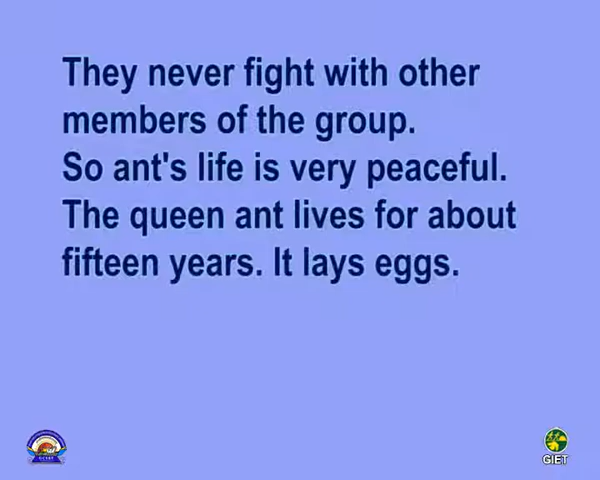 They never fight with other
members of the group.
So ant's life is very peaceful.
The queen ant lives for about
fifteen years. It lays eggs.
GIET